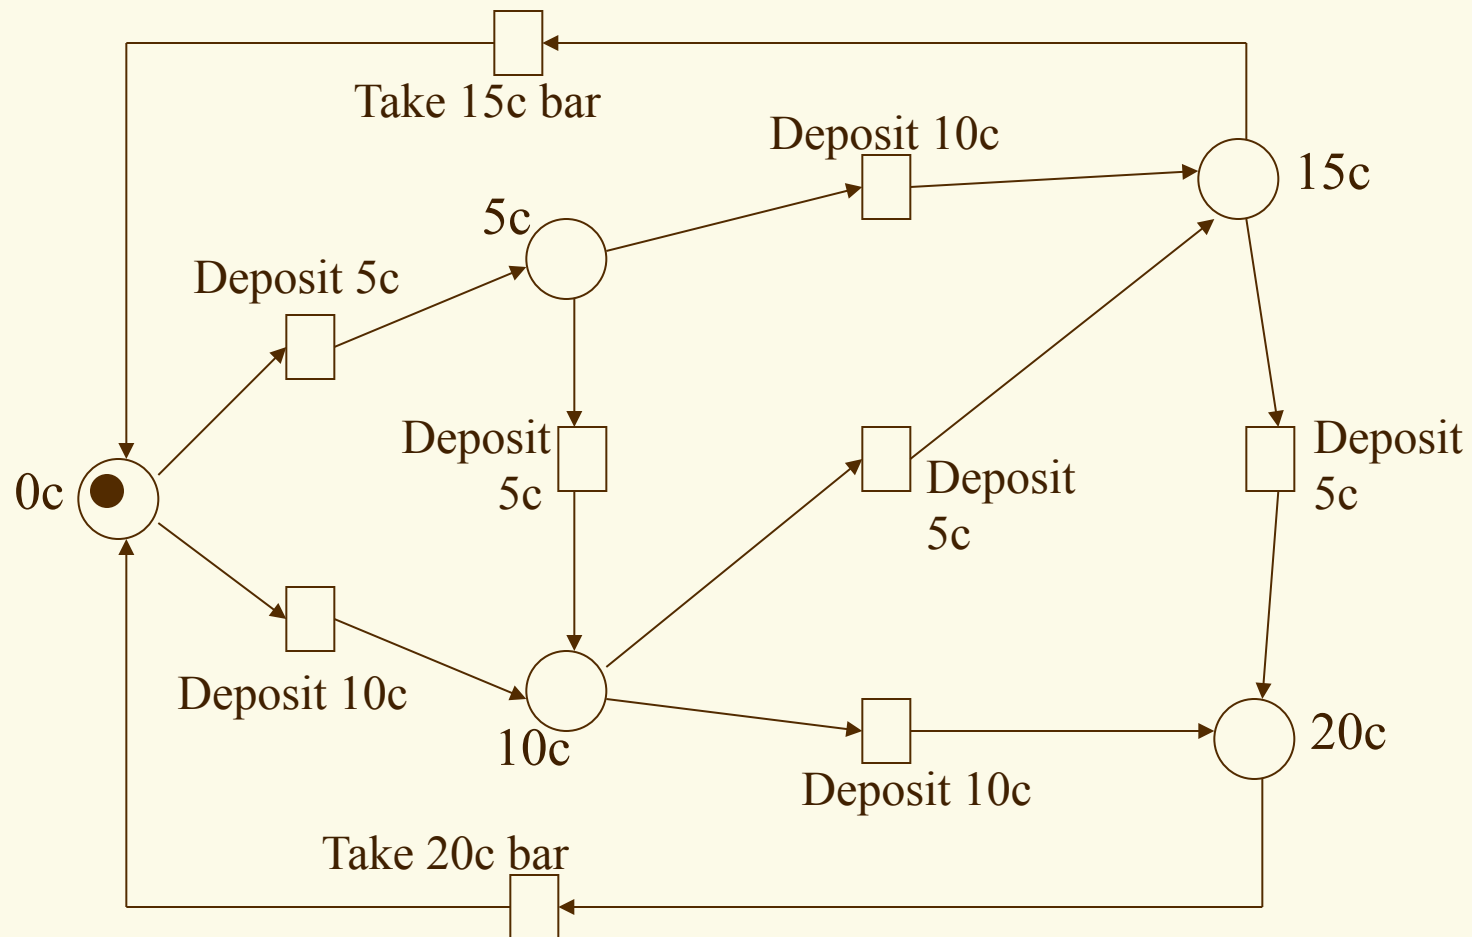 Take 15c bar
Deposit 10c
15c
5c
Deposit 5c
Deposit
5c
Deposit
5c
Deposit
5c
0c
Deposit 10c
10c
20c
Deposit 10c
Take 20c bar